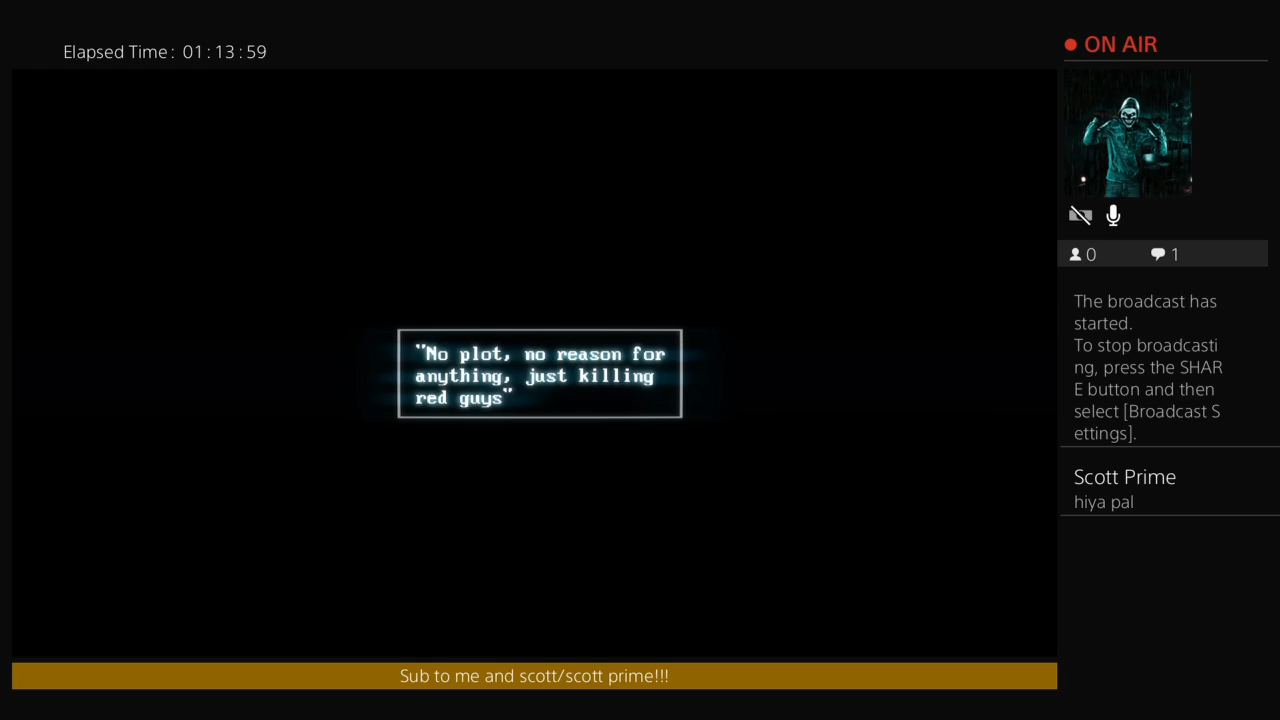 Elapsed Time: 01:13:59
ON AIR
0 1
"No plot, no reason for
anything, just killing
red guys"
The broadcast has
started.
To stop broadcasti
ng, press the SHAR
E button and then
select [Broadcast S
ettings].
Scott Prime
hiya pal
Sub to me and scott/scott prime!!!